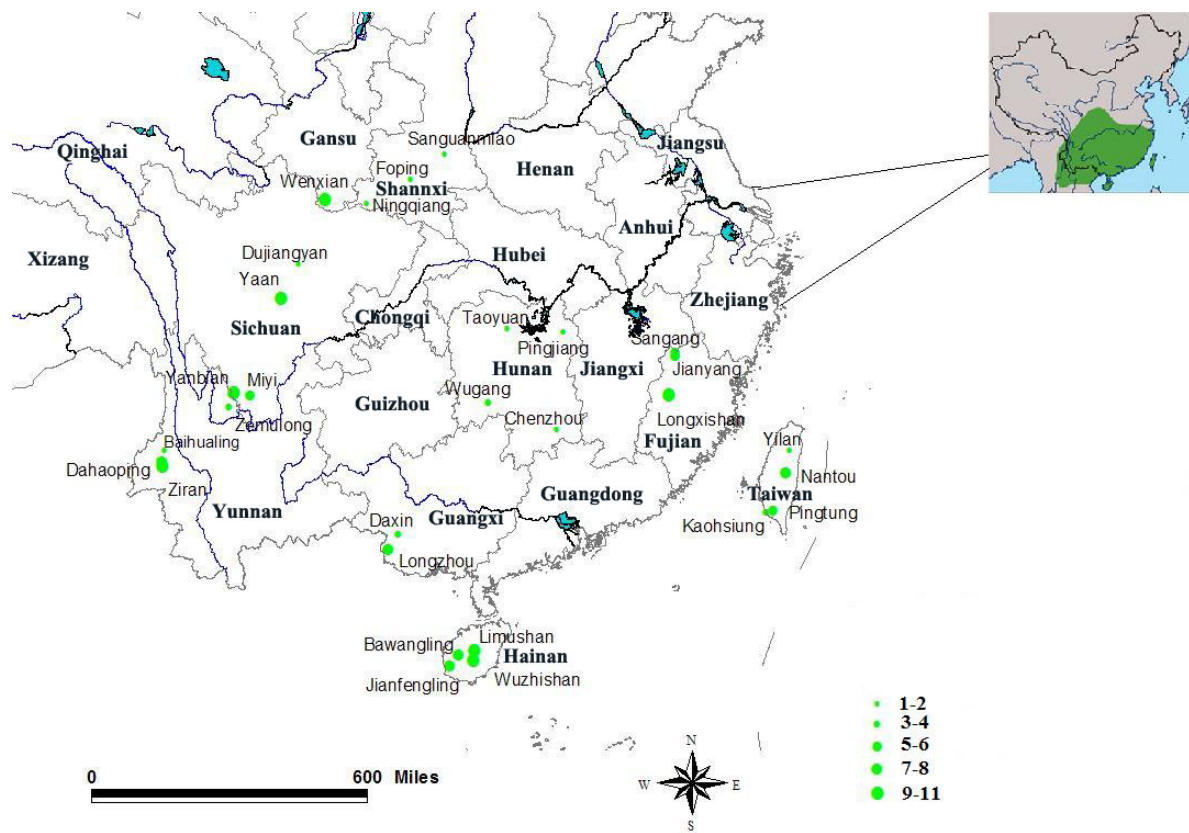 Sanguanmiao
Jiangsu
Gansu
Qinghai
Foping
Henan
Wenxian
Shannxi
Ningqiang
Anhui
Dujiangyan
Hubei
Xizang
Yaan
Zhejiang
Sichuan
Chongqi
Taoyuan
Sangang
Pingjiang
Jianyang
Hunan
Jiangxi
Yanbian
Miyi
Wugang
Guizhou
Zemulong
Chenzhou
Longxishan
Baihualing
Fujian
Yilan
Dahaoping
Nantou
Ziran
Guangdong
Taiwan
Yunnan
Pingtung
Daxin
Guangxi
Kaohsiung
Longzhou
Limushan
Bawangling
Hainan
Wuzhishan
Jianfengling
1-2
3-4
5-6
7-8
9-11
N
W E
S
0 600 Miles